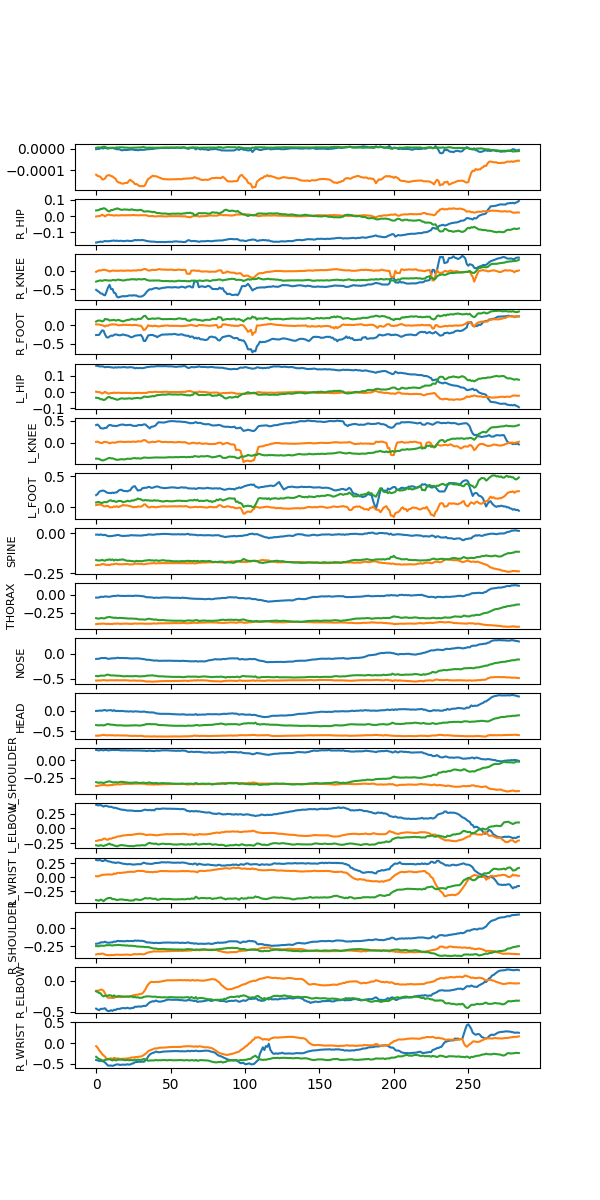 0.0000
−0.0001
R_HIP
0.1
0.0
−0.1
R_KNEE
0.0
−0.5
R_FOOT
0.0
−0.5
L_HIP
0.1
0.0
−0.1
L_KNEE
0.5
0.0
L_FOOT
0.5
0.0
SPINE
0.00
−0.25
THORAX
0.00
−0.25
NOSE
0.0
−0.5
HEAD
0.0
−0.5
L_SHOULDER
0.00
−0.25
L_ELBOW
0.25
0.00
−0.25
L_WRIST
0.25
0.00
−0.25
R_SHOULDER
0.00
−0.25
R_ELBOW
0.0
−0.5
R_WRIST
0.5
0.0
−0.5
0 50 100 150 200 250